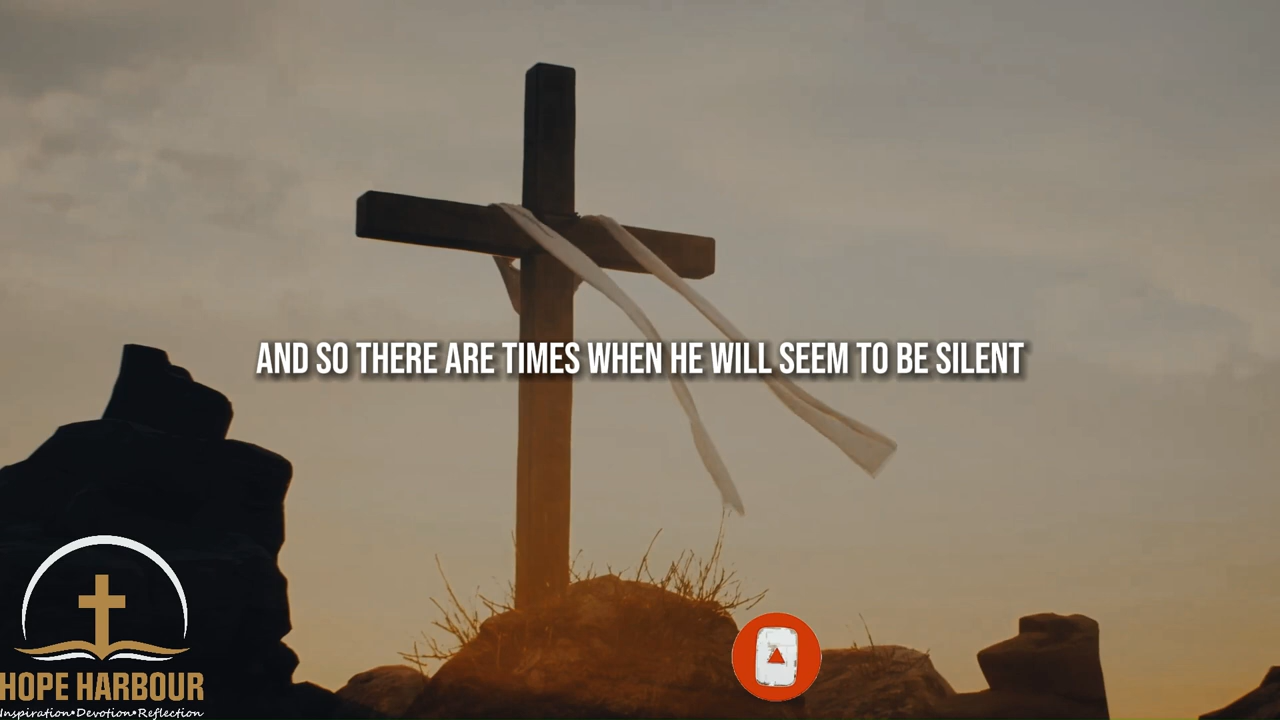 AND SO THERE ARE TIMES WHEN HE WILL SEEM TO BE SILENT
HOPE HARBOUR
Inspiration•Devotion•Reflection